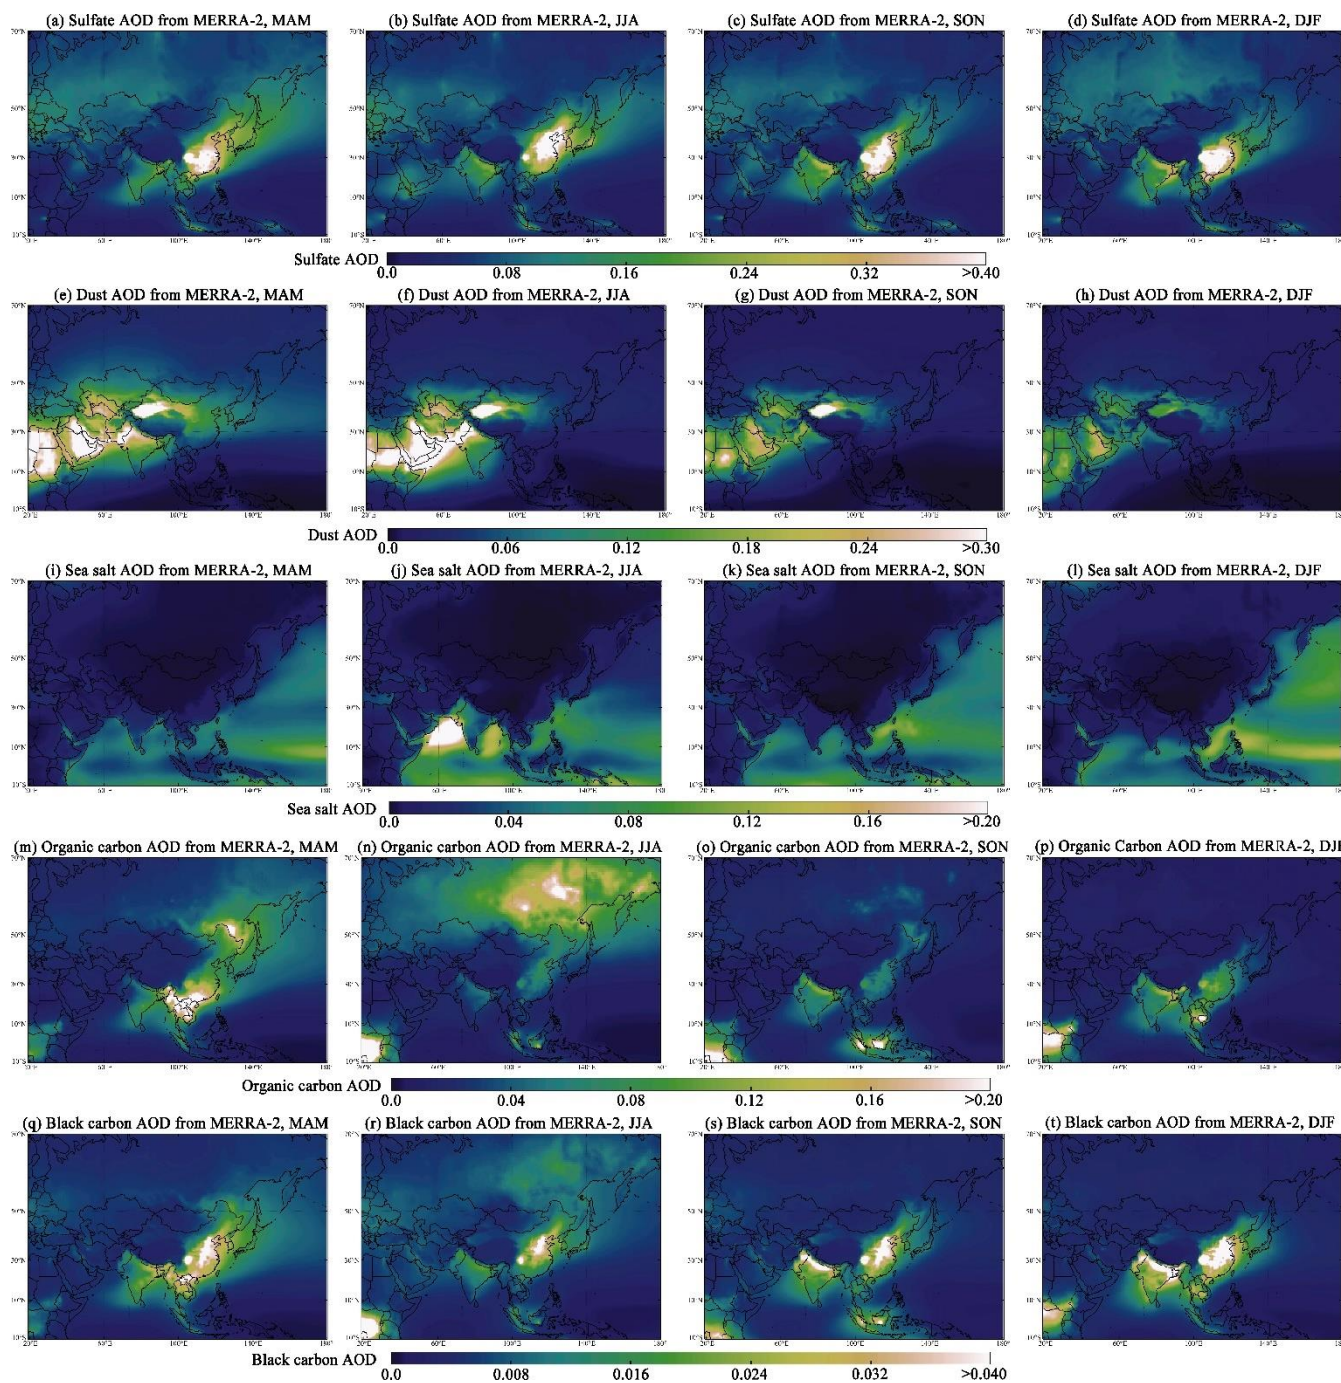 (a) Sulfate AOD from MERRA-2, MAM
(b) Sulfate AOD from MERRA-2, JJA
(c) Sulfate AOD from MERRA-2, SON
(d) Sulfate AOD from MERRA-2, DJF
Sulfate AOD
0.0 0.08 0.16 0.24 0.32 >0.40
(e) Dust AOD from MERRA-2, MAM
(f) Dust AOD from MERRA-2, JJA
(g) Dust AOD from MERRA-2, SON
(h) Dust AOD from MERRA-2, DJF
Dust AOD
0.0 0.06 0.12 0.18 0.24 >0.30
(i) Sea salt AOD from MERRA-2, MAM
(j) Sea salt AOD from MERRA-2, JJA
(k) Sea salt AOD from MERRA-2, SON
(l) Sea salt AOD from MERRA-2, DJF
Sea salt AOD
0.0 0.04 0.08 0.12 0.16 >0.20
(m) Organic carbon AOD from MERRA-2, MAM
(n) Organic carbon AOD from MERRA-2, JJA
(o) Organic carbon AOD from MERRA-2, SON
(p) Organic Carbon AOD from MERRA-2, DJF
Organic carbon AOD
0.0 0.04 0.08 0.12 0.16 >0.20
(q) Black carbon AOD from MERRA-2, MAM
(r) Black carbon AOD from MERRA-2, JJA
(s) Black carbon AOD from MERRA-2, SON
(t) Black carbon AOD from MERRA-2, DJF
Black carbon AOD
0.0 0.008 0.016 0.024 0.032 >0.040